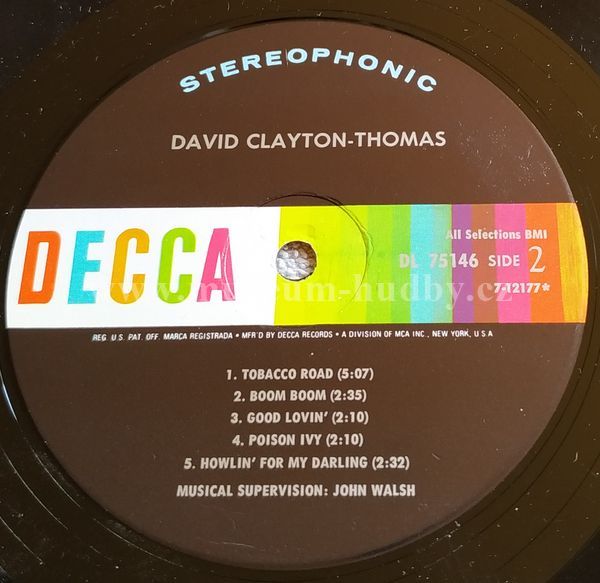 STEREOPHONIC
DAVID CLAYTON-THOMAS
DECCA
All Selections BMI
DL 75146 SIDE 2
7-12177*
www.museum-hudby.cz
REG. U.S. PAT. OFF. MARCA REGISTRADA • MFR'D BY DECCA RECORDS • A DIVISION OF MCA INC., NEW YORK, U.S.A
1. TOBACCO ROAD (5:07)
2. BOOM BOOM (2:35)
3. GOOD LOVIN' (2:10)
4. POISON IVY (2:10)
5. HOWLIN' FOR MY DARLING (2:32)
MUSICAL SUPERVISION: JOHN WALSH